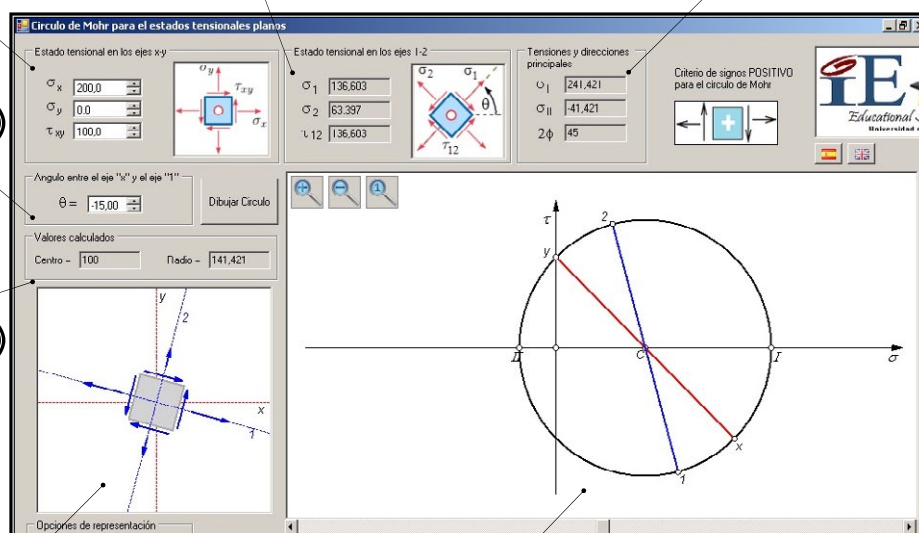 Circulo de Mohr para el estados tensionales planos
Estado tensional en los ejes x-y
σx 200,0
σy 0.0
τxy 100,0
σy
τxy
σx
Estado tensional en los ejes 1-2
σ1 136,603
σ2 63.397
τ12 136,603
σ2 σ1
θ
τ12
Tensiones y direcciones
principales
σI 241,421
σII -41,421
2ϕ 45
Criterio de signos POSITIVO
para el circulo de Mohr
iE
Educational
Angulo entre el eje "x" y el eje "1"
θ = -15,00
Dibujar Circulo
Valores calculados
Centro = 100 Radio = 141,421
y
2
x
1
τ
2
y
II
C
I
σ
x
1
Opciones de representación